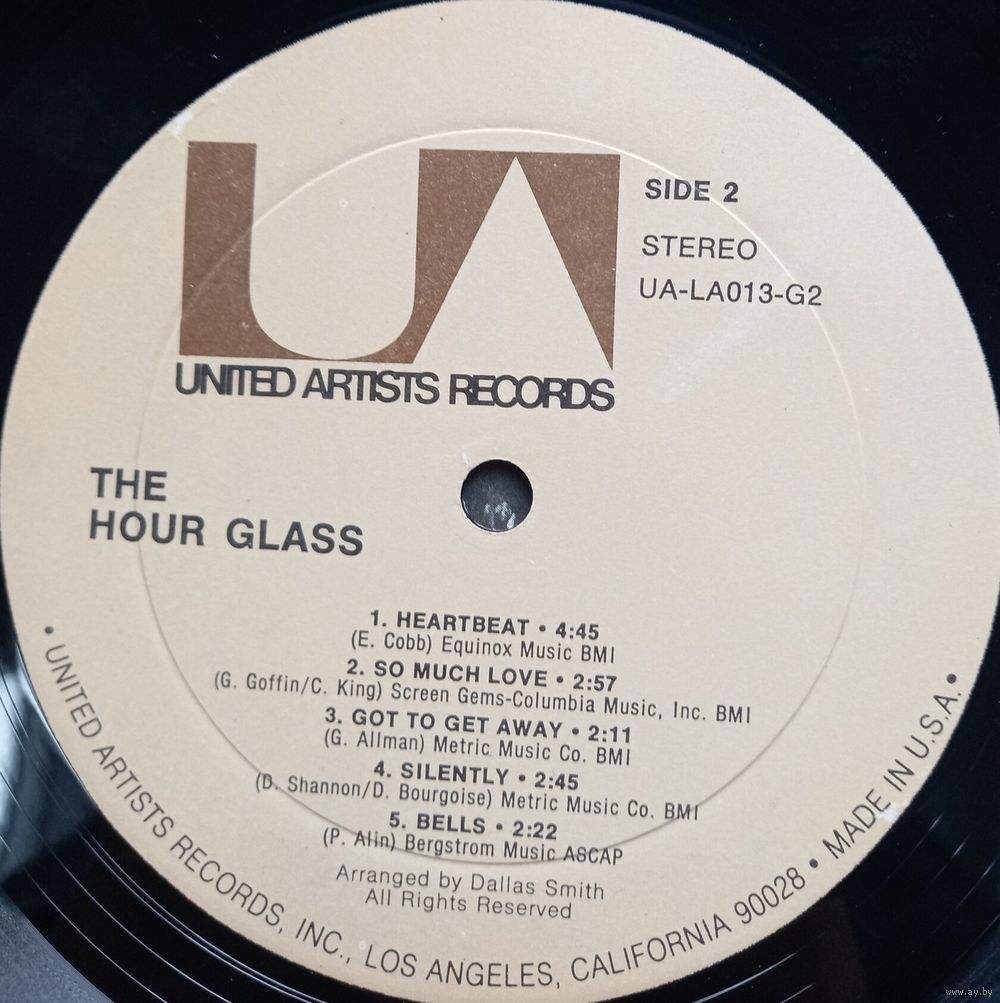 UA
UNITED ARTISTS RECORDS
SIDE 2
STEREO
UA-LA013-G2
THE
HOUR GLASS
1. HEARTBEAT • 4:45
(E. Cobb) Equinox Music BMI
2. SO MUCH LOVE • 2:57
(G. Goffin/C. King) Screen Gems-Columbia Music, Inc. BMI
3. GOT TO GET AWAY • 2:11
(G. Allman) Metric Music Co. BMI
4. SILENTLY • 2:45
(D. Shannon/D. Bourgoise) Metric Music Co. BMI
5. BELLS • 2:22
(P. Alin) Bergstrom Music ASCAP
Arranged by Dallas Smith
All Rights Reserved
• UNITED ARTISTS RECORDS, INC., LOS ANGELES, CALIFORNIA 90028 • MADE IN U.S.A. •
www.ay.by